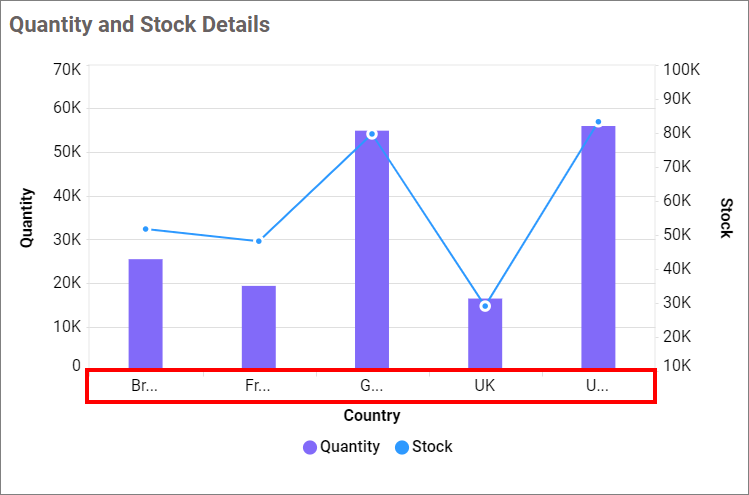 Quantity and Stock Details
70K
60K
50K
40K
30K
20K
10K
0
Quantity
100K
90K
80K
70K
60K
50K
40K
30K
20K
10K
Stock
Br... Fr... G... UK U...
Country
Quantity Stock